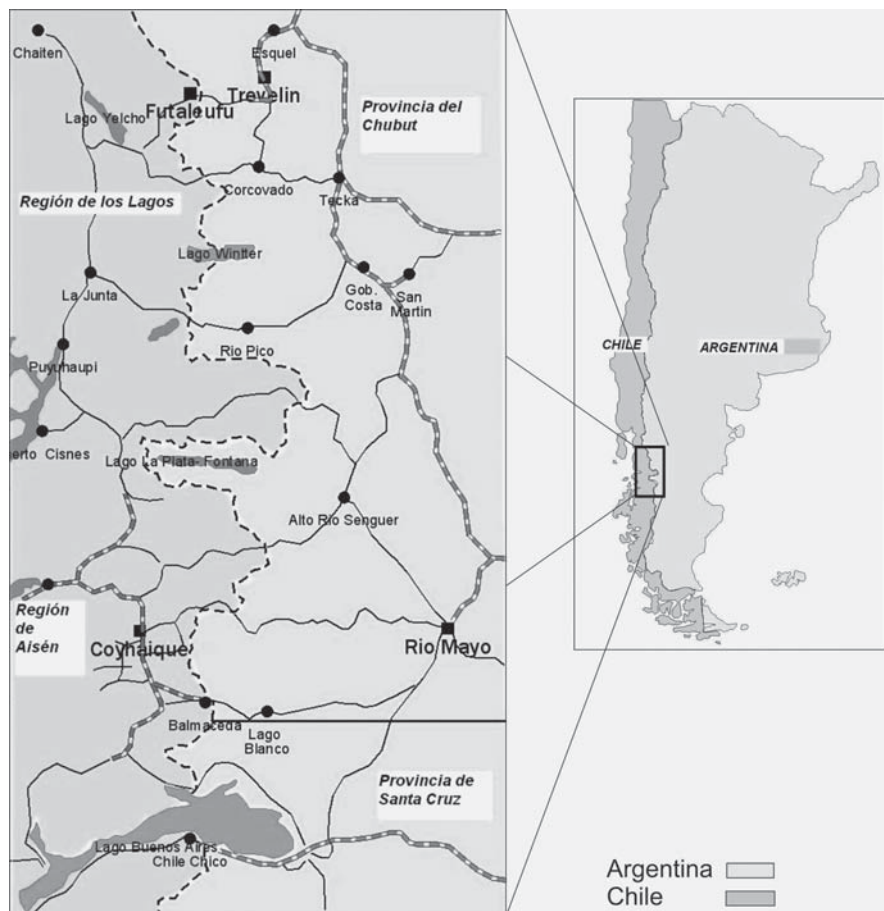 Chaiten
Esquel
Trevelin
Futaleufu
Lago Yelcho
Provincia del
Chubut
Corcovado
Tecka
Región de los Lagos
Lago Wintter
La Junta
Gob.
Costa
San
Martin
Rio Pico
Puyuhaupi
erto Cisnes
Lago La Plata-Fontana
Alto Rio Senguer
Región
de
Aisén
Coyhaique
Rio Mayo
Balmaceda
Lago
Blanco
Provincia de
Santa Cruz
Lago Buenos Aires
Chile Chico
CHILE
ARGENTINA
Argentina
Chile